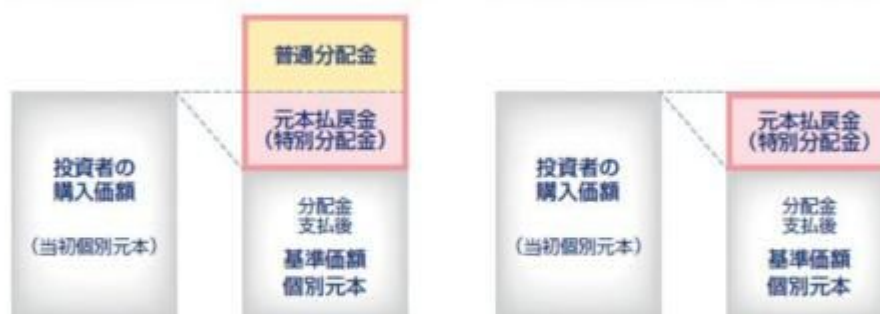 普通分配金
元本払戻金
(特別分配金)
投資者の
購入価額
(当初個別元本)
分配金
支払後
基準価額
個別元本
元本払戻金
(特別分配金)
投資者の
購入価額
(当初個別元本)
分配金
支払後
基準価額
個別元本